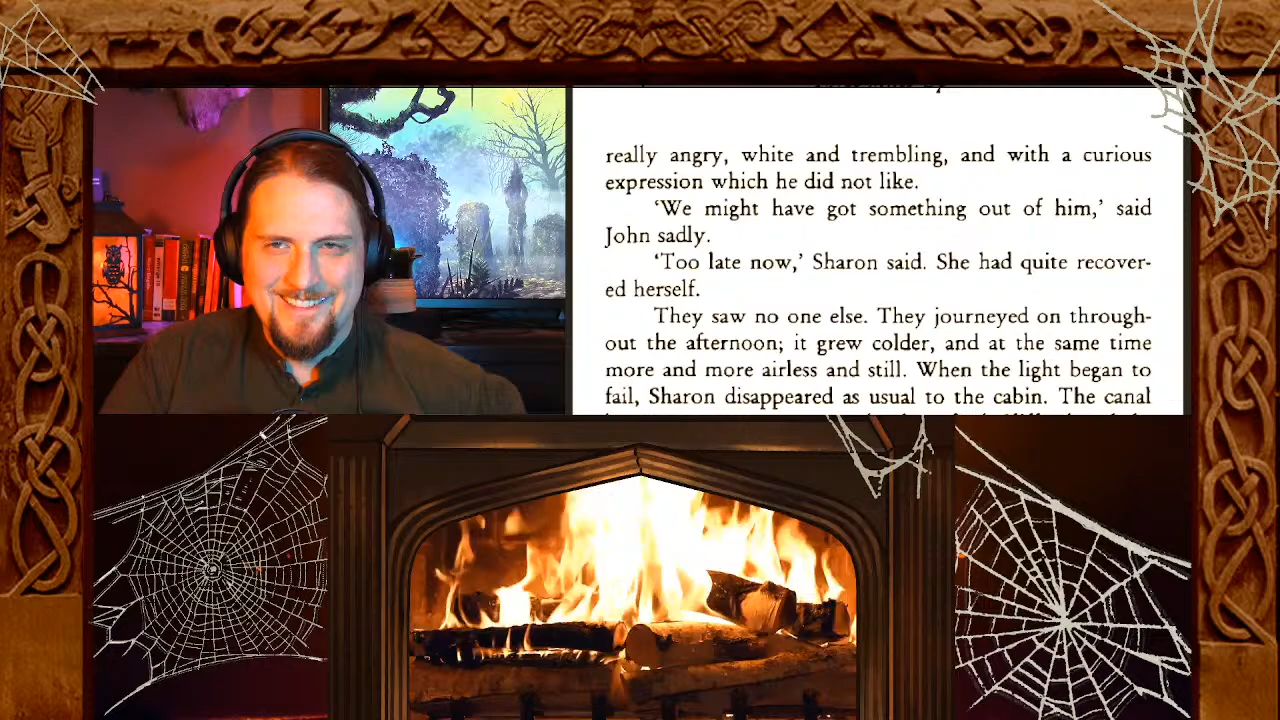 really angry, white and trembling, and with a curious
expression which he did not like.
‘We might have got something out of him,’ said
John sadly.
‘Too late now,’ Sharon said. She had quite recover-
ed herself.
They saw no one else. They journeyed on through-
out the afternoon; it grew colder, and at the same time
more and more airless and still. When the light began to
fail, Sharon disappeared as usual to the cabin. The canal